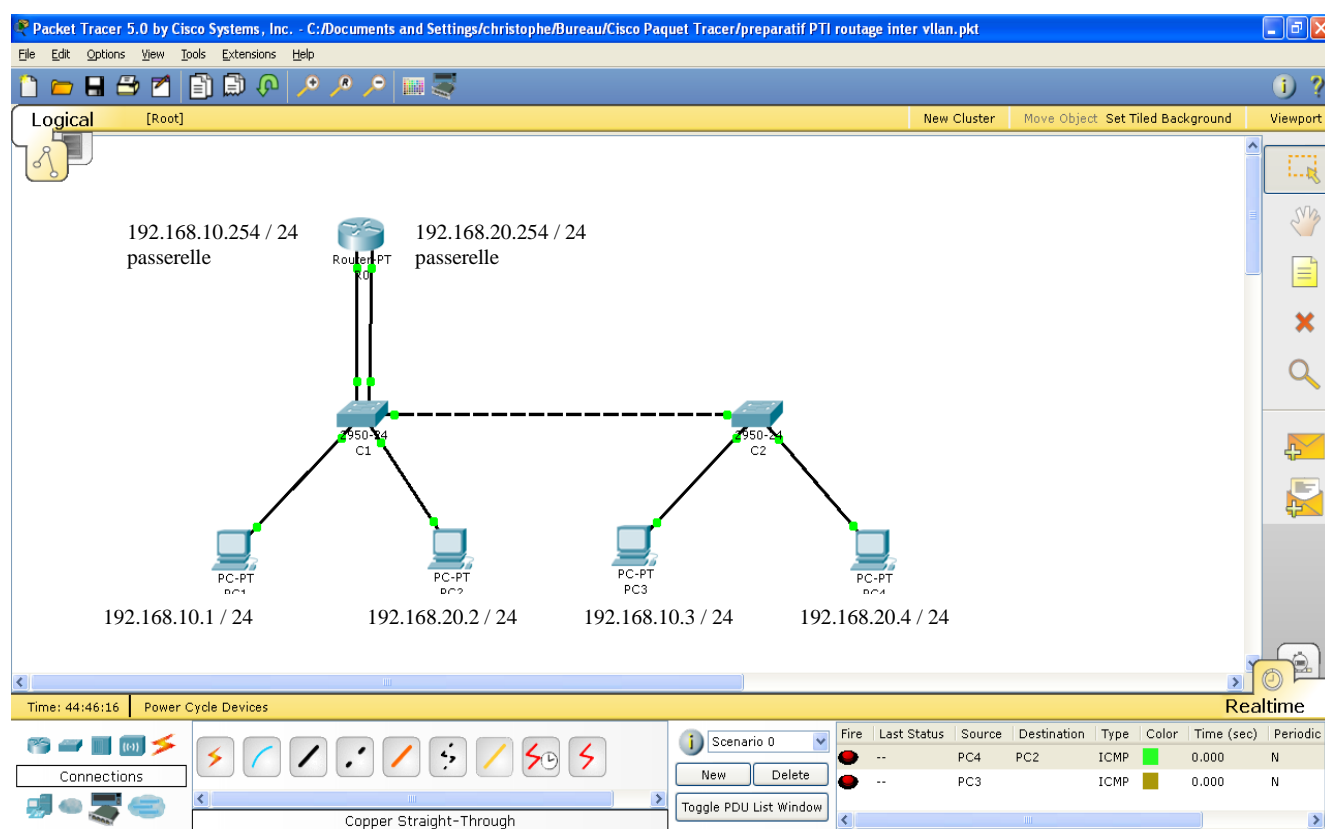 Packet Tracer 5.0 by Cisco Systems, Inc. - C:/Documents and Settings/christophe/Bureau/Cisco Paquet Tracer/preparatif PTI routage inter vllan.pkt
File Edit Options View Tools Extensions Help
Logical [Root] New Cluster Move Object Set Tiled Background Viewport
192.168.10.254 / 24
passerelle
192.168.20.254 / 24
passerelle
Router-PT
R0
2950-24
C1
2950-24
C2
PC-PT
PC1
PC-PT
PC2
PC-PT
PC3
PC-PT
PC4
192.168.10.1 / 24
192.168.20.2 / 24
192.168.10.3 / 24
192.168.20.4 / 24
Time: 44:46:16 Power Cycle Devices Realtime
Connections
Copper Straight-Through
Scenario 0
New Delete
Toggle PDU List Window
Fire Last Status Source Destination Type Color Time (sec) Periodic
-- PC4 PC2 ICMP 0.000 N
-- PC3 ICMP 0.000 N